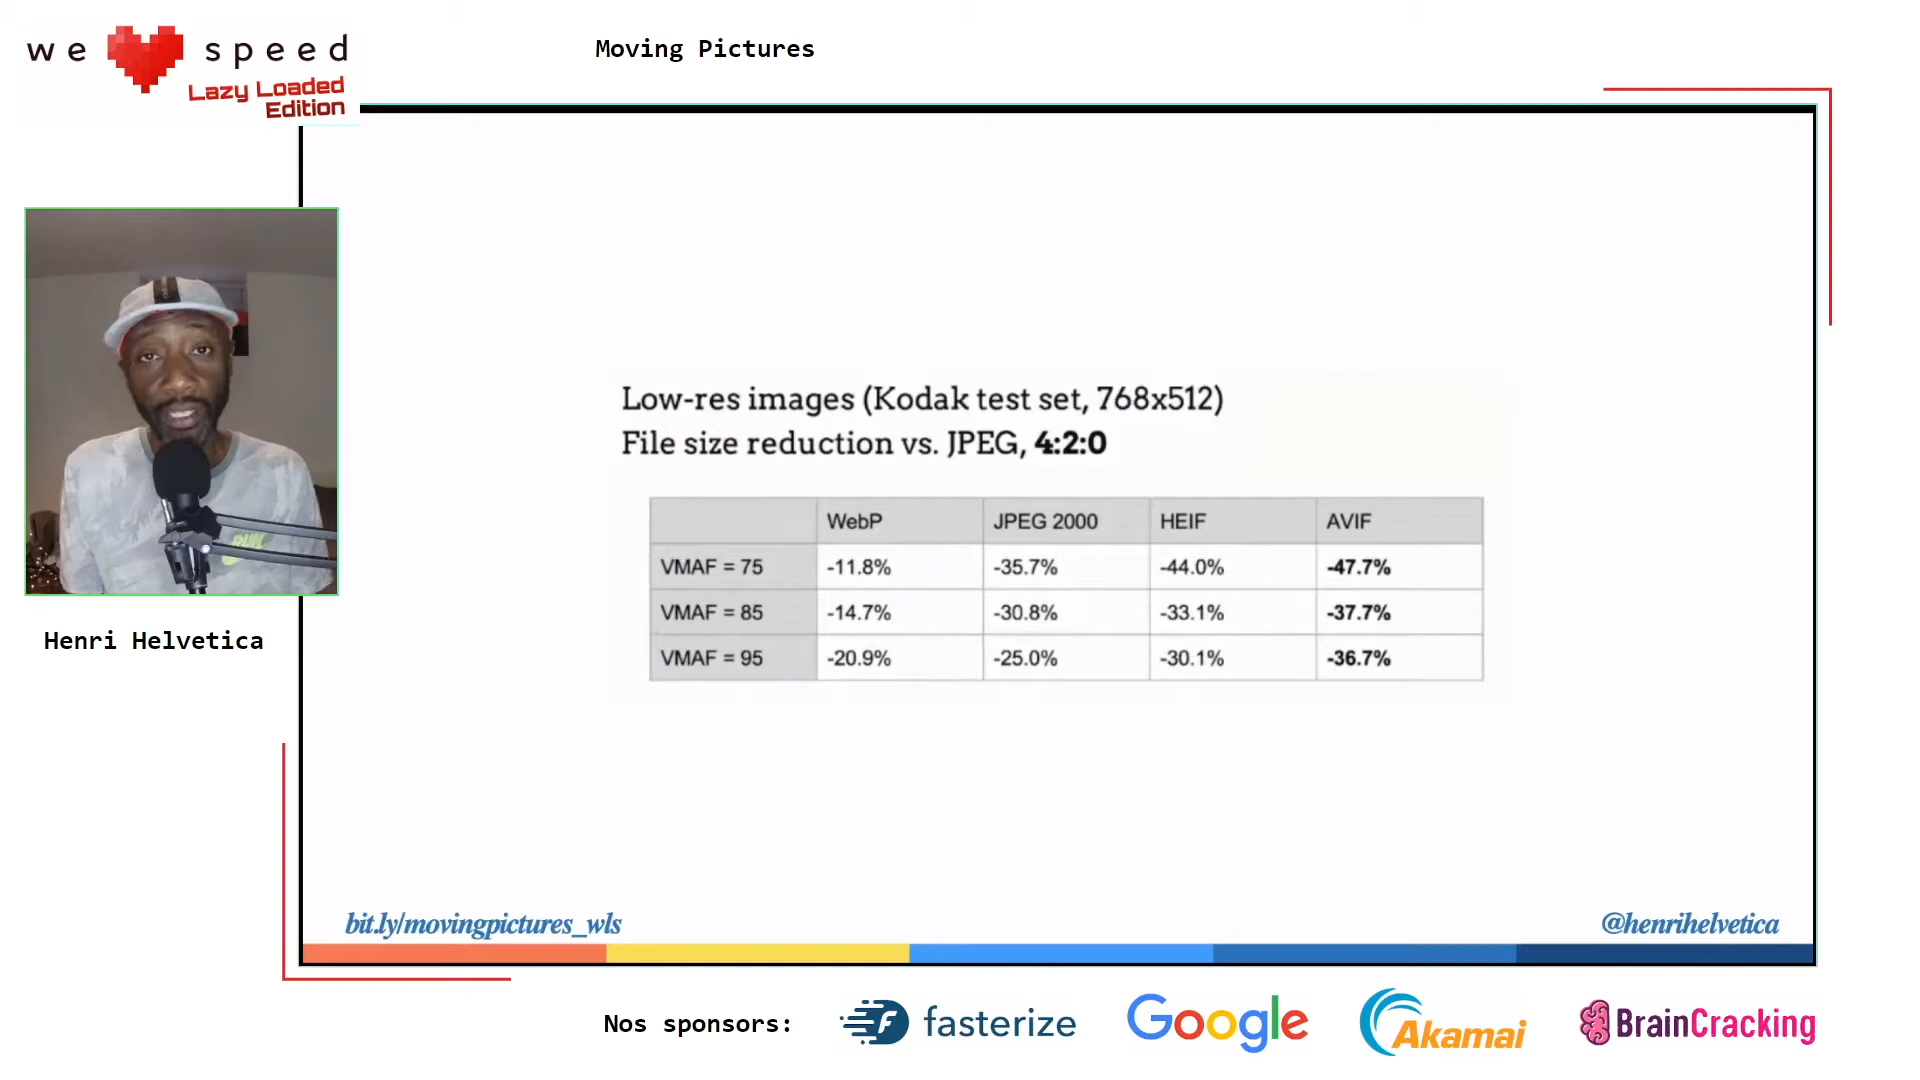 we speed
Lazy Loaded
Edition
Moving Pictures
Henri Helvetica
Low-res images (Kodak test set, 768x512)
File size reduction vs. JPEG, 4:2:0
WebP JPEG 2000 HEIF AVIF
VMAF = 75 -11.8% -35.7% -44.0% -47.7%
VMAF = 85 -14.7% -30.8% -33.1% -37.7%
VMAF = 95 -20.9% -25.0% -30.1% -36.7%
bit.ly/movingpictures_wls
@henrihelvetica
Nos sponsors:
fasterize
Google
Akamai
BrainCracking